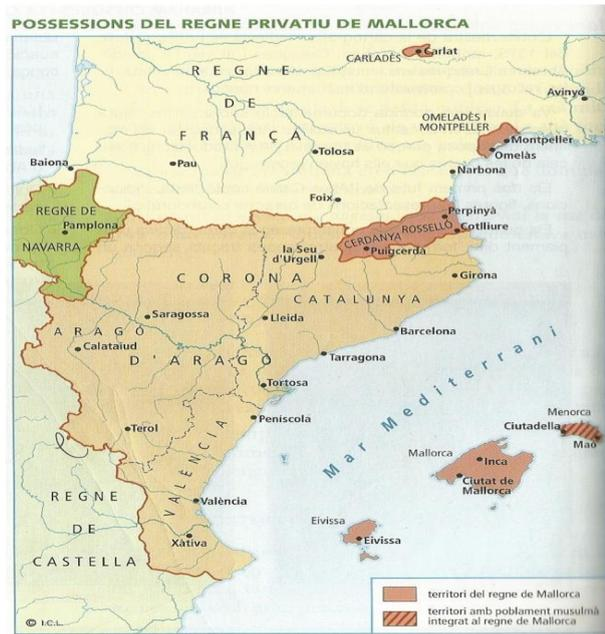 POSSESSIONS DEL REGNE PRIVATIU DE MALLORCA
CARLADÈS
Carlat
REGNE
DE
FRANÇA
Avinyó
OMELADÈS I
MONTPELLER
Montpeller
Omelàs
Baiona
Pau
Tolosa
Narbona
Foix
REGNE DE
Pamplona
NAVARRA
Perpinyà
ROSSELLÓ
Cotlliure
CERDANYA
Puigcerdà
la Seu
d'Urgell
Girona
CORONA
CATALUNYA
Saragossa
Lleida
ARAGÓ
Barcelona
Calataiud
D'ARAGÓ
Tarragona
Tortosa
Mar Mediterrani
Peníscola
Menorca
Ciutadella
Maó
Terol
VALÈNCIA
Mallorca
Inca
Ciutat de
Mallorca
REGNE
DE
CASTELLA
València
Eivissa
Eivissa
Xàtiva
territori del regne de Mallorca
territori amb poblament musulmà
integrat al regne de Mallorca
© I.C.L.